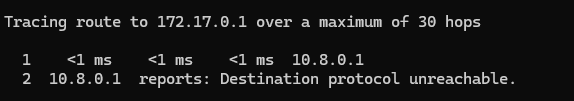 Tracing route to 172.17.0.1 over a maximum of 30 hops
1 <1 ms <1 ms <1 ms 10.8.0.1
2 10.8.0.1 reports: Destination protocol unreachable.